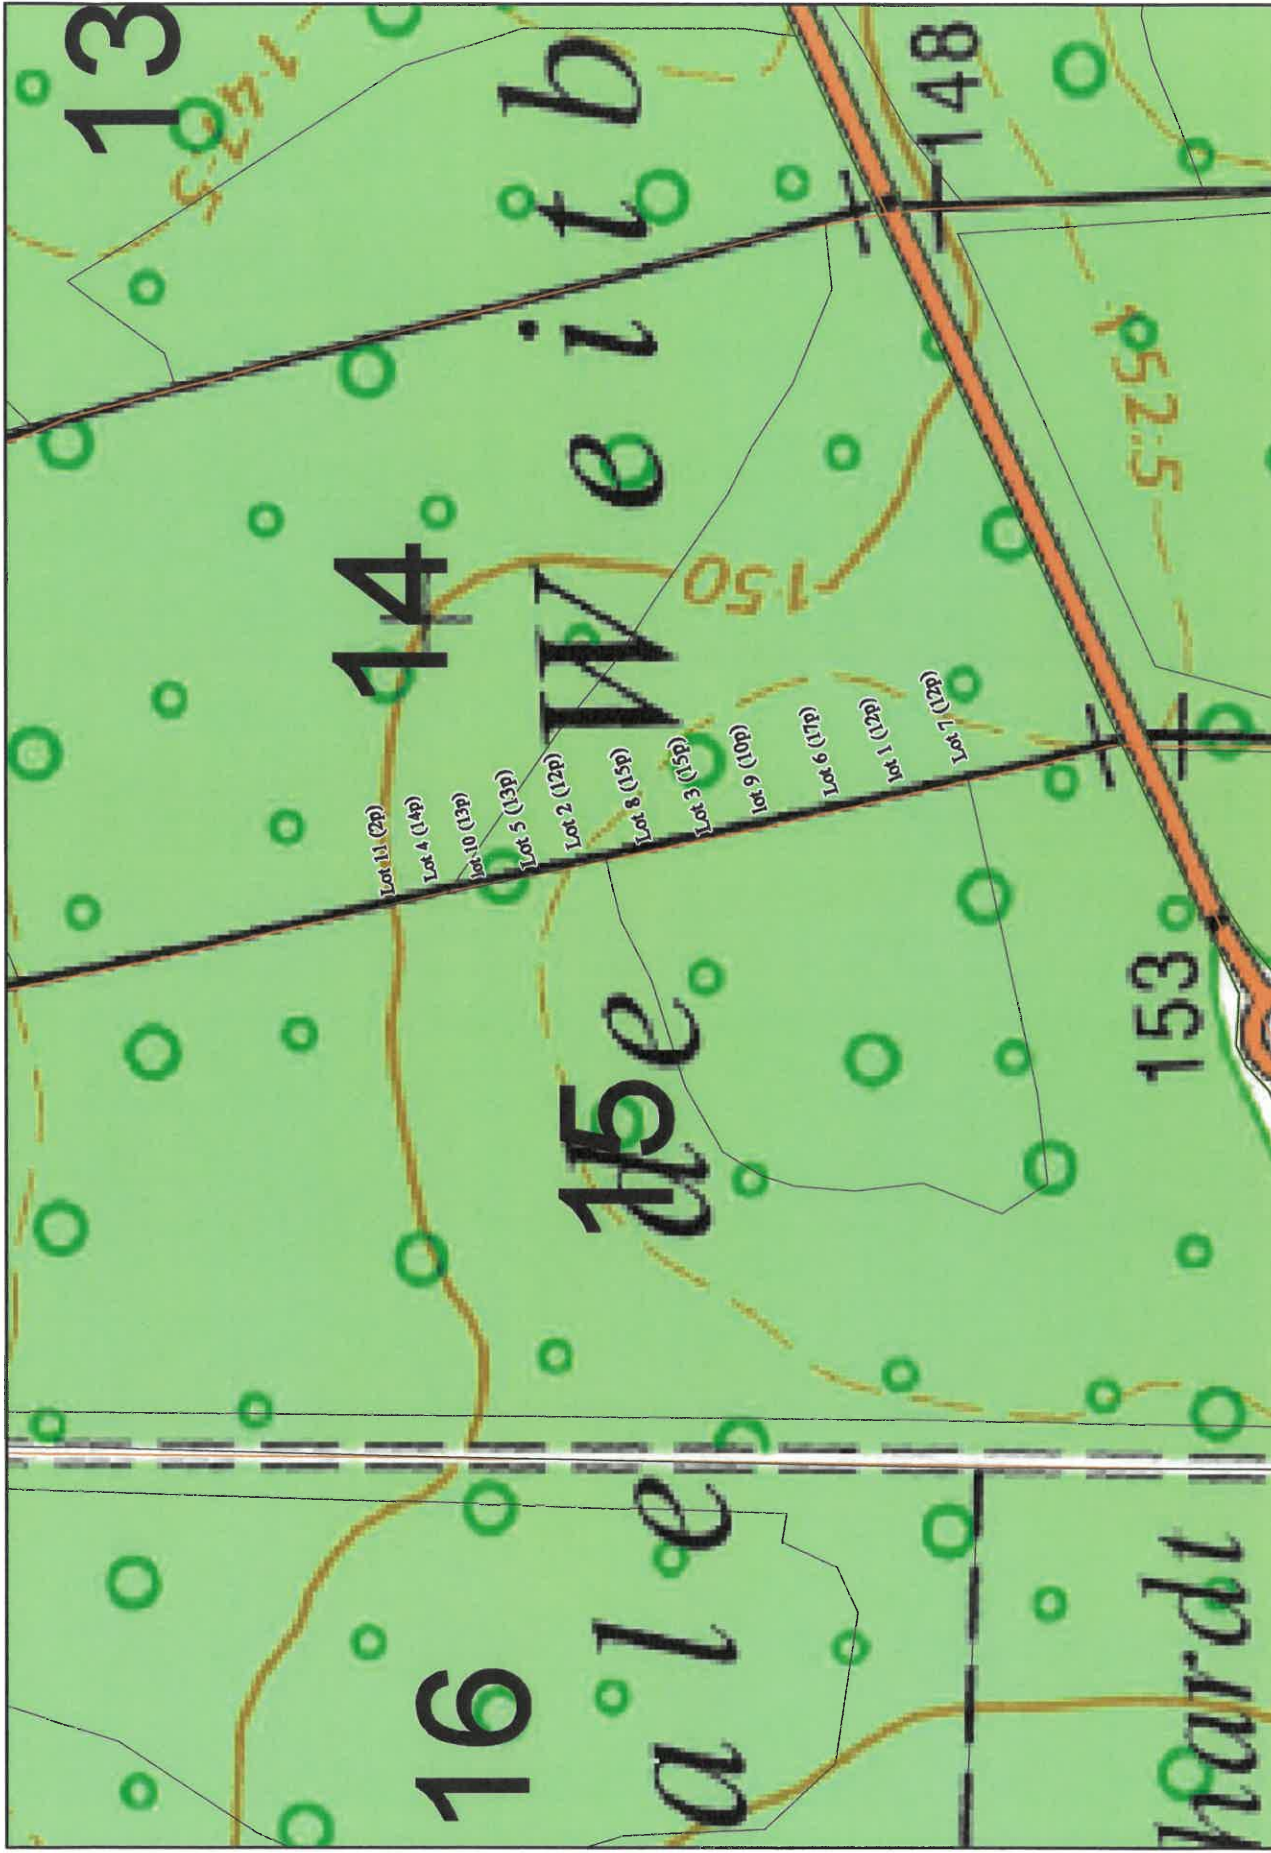 13
14
15
16
148
153
W e i t b
a l e
d e
hardt
147.5
150
152.5
Lot 11 (2p)
Lot 4 (14p)
lot 10 (13p)
Lot 5 (13p)
Lot 2 (12p)
Lot 8 (15p)
Lot 3 (15p)
lot 9 (10p)
Lot 6 (17p)
lot 1 (12p)
Lot 7 (12p)